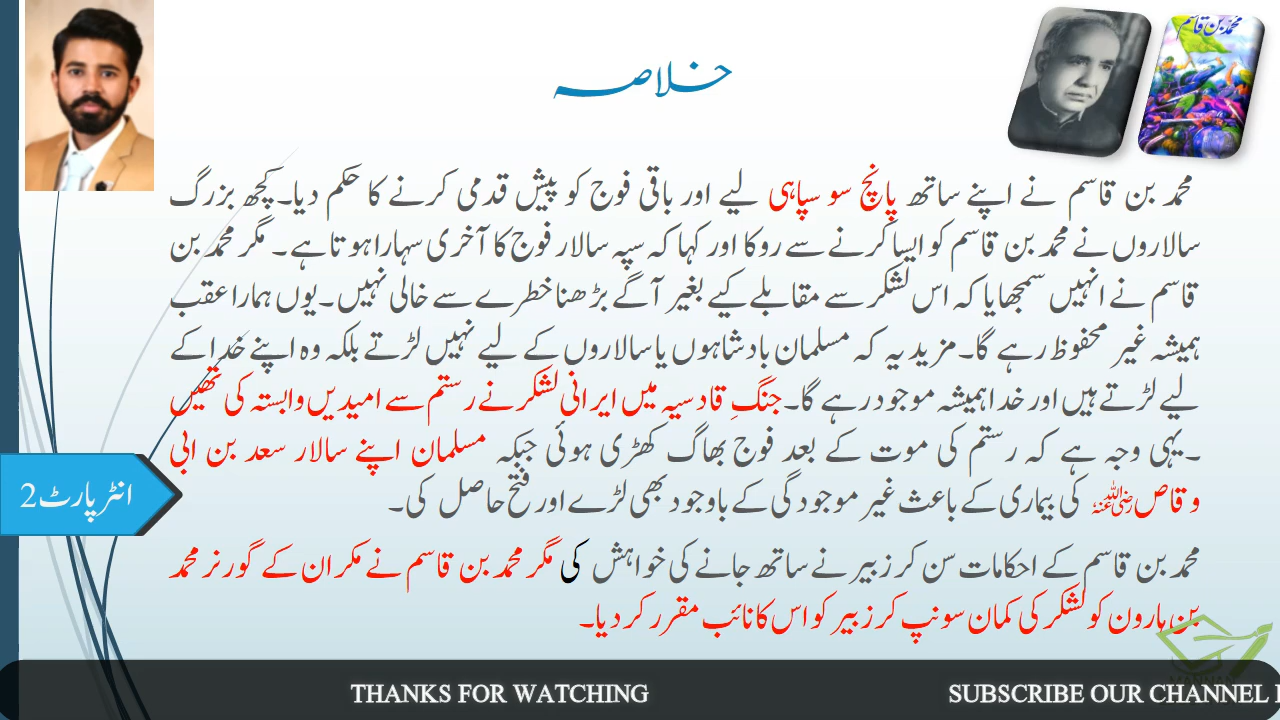 محمد بن قاسم
خلاصہ
محمد بن قاسم نے اپنے ساتھ پانچ سو سپاہی لیے اور باقی فوج کو پیش قدمی کرنے کا حکم دیا۔ کچھ بزرگ
سالاروں نے محمد بن قاسم کو ایسا کرنے سے روکا اور کہا کہ سپہ سالار فوج کا آخری سہارا ہوتا ہے۔ مگر محمد بن
قاسم نے انہیں سمجھایا کہ اس لشکر سے مقابلے کیے بغیر آگے بڑھنا خطرے سے خالی نہیں۔ یوں ہمارا عقب
ہمیشہ غیر محفوظ رہے گا۔ مزید یہ کہ مسلمان بادشاہوں یا سالاروں کے لیے نہیں لڑتے بلکہ وہ اپنے خدا کے
لیے لڑتے ہیں اور خدا ہمیشہ موجود رہے گا۔ جنگِ قادسیہ میں ایرانی لشکر نے رستم سے امیدیں وابستہ کی تھیں
۔ یہی وجہ ہے کہ رستم کی موت کے بعد فوج بھاگ کھڑی ہوئی جبکہ مسلمان اپنے سالار سعد بن ابی
وقاص رضی اللہ عنہ کی بیماری کے باعث غیر موجودگی کے باوجود بھی لڑے اور فتح حاصل کی۔
محمد بن قاسم کے احکامات سن کر زبیر نے ساتھ جانے کی خواہش کی مگر محمد بن قاسم نے مکران کے گورنر محمد
بن ہارون کو لشکر کی کمان سونپ کر زبیر کو اس کا نائب مقرر کر دیا۔
انٹر پارٹ 2
THANKS FOR WATCHING
SUBSCRIBE OUR CHANNEL